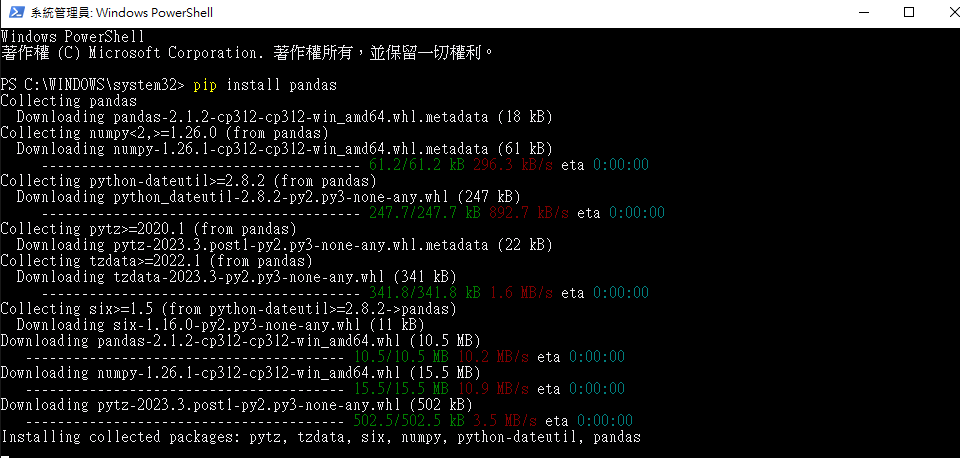 系統管理員: Windows PowerShell
Windows PowerShell
著作權 (C) Microsoft Corporation. 著作權所有，並保留一切權利。
PS C:\WINDOWS\system32> pip install pandas
Collecting pandas
  Downloading pandas-2.1.2-cp312-cp312-win_amd64.whl.metadata (18 kB)
Collecting numpy<2,>=1.26.0 (from pandas)
  Downloading numpy-1.26.1-cp312-cp312-win_amd64.whl.metadata (61 kB)
     ---------------------------------------- 61.2/61.2 kB 296.3 kB/s eta 0:00:00
Collecting python-dateutil>=2.8.2 (from pandas)
  Downloading python_dateutil-2.8.2-py2.py3-none-any.whl (247 kB)
     ---------------------------------------- 247.7/247.7 kB 892.7 kB/s eta 0:00:00
Collecting pytz>=2020.1 (from pandas)
  Downloading pytz-2023.3.post1-py2.py3-none-any.whl.metadata (22 kB)
Collecting tzdata>=2022.1 (from pandas)
  Downloading tzdata-2023.3-py2.py3-none-any.whl (341 kB)
     ---------------------------------------- 341.8/341.8 kB 1.6 MB/s eta 0:00:00
Collecting six>=1.5 (from python-dateutil>=2.8.2->pandas)
  Downloading six-1.16.0-py2.py3-none-any.whl (11 kB)
Downloading pandas-2.1.2-cp312-cp312-win_amd64.whl (10.5 MB)
   ---------------------------------------- 10.5/10.5 MB 10.2 MB/s eta 0:00:00
Downloading numpy-1.26.1-cp312-cp312-win_amd64.whl (15.5 MB)
   ---------------------------------------- 15.5/15.5 MB 10.9 MB/s eta 0:00:00
Downloading pytz-2023.3.post1-py2.py3-none-any.whl (502 kB)
   ---------------------------------------- 502.5/502.5 kB 3.5 MB/s eta 0:00:00
Installing collected packages: pytz, tzdata, six, numpy, python-dateutil, pandas